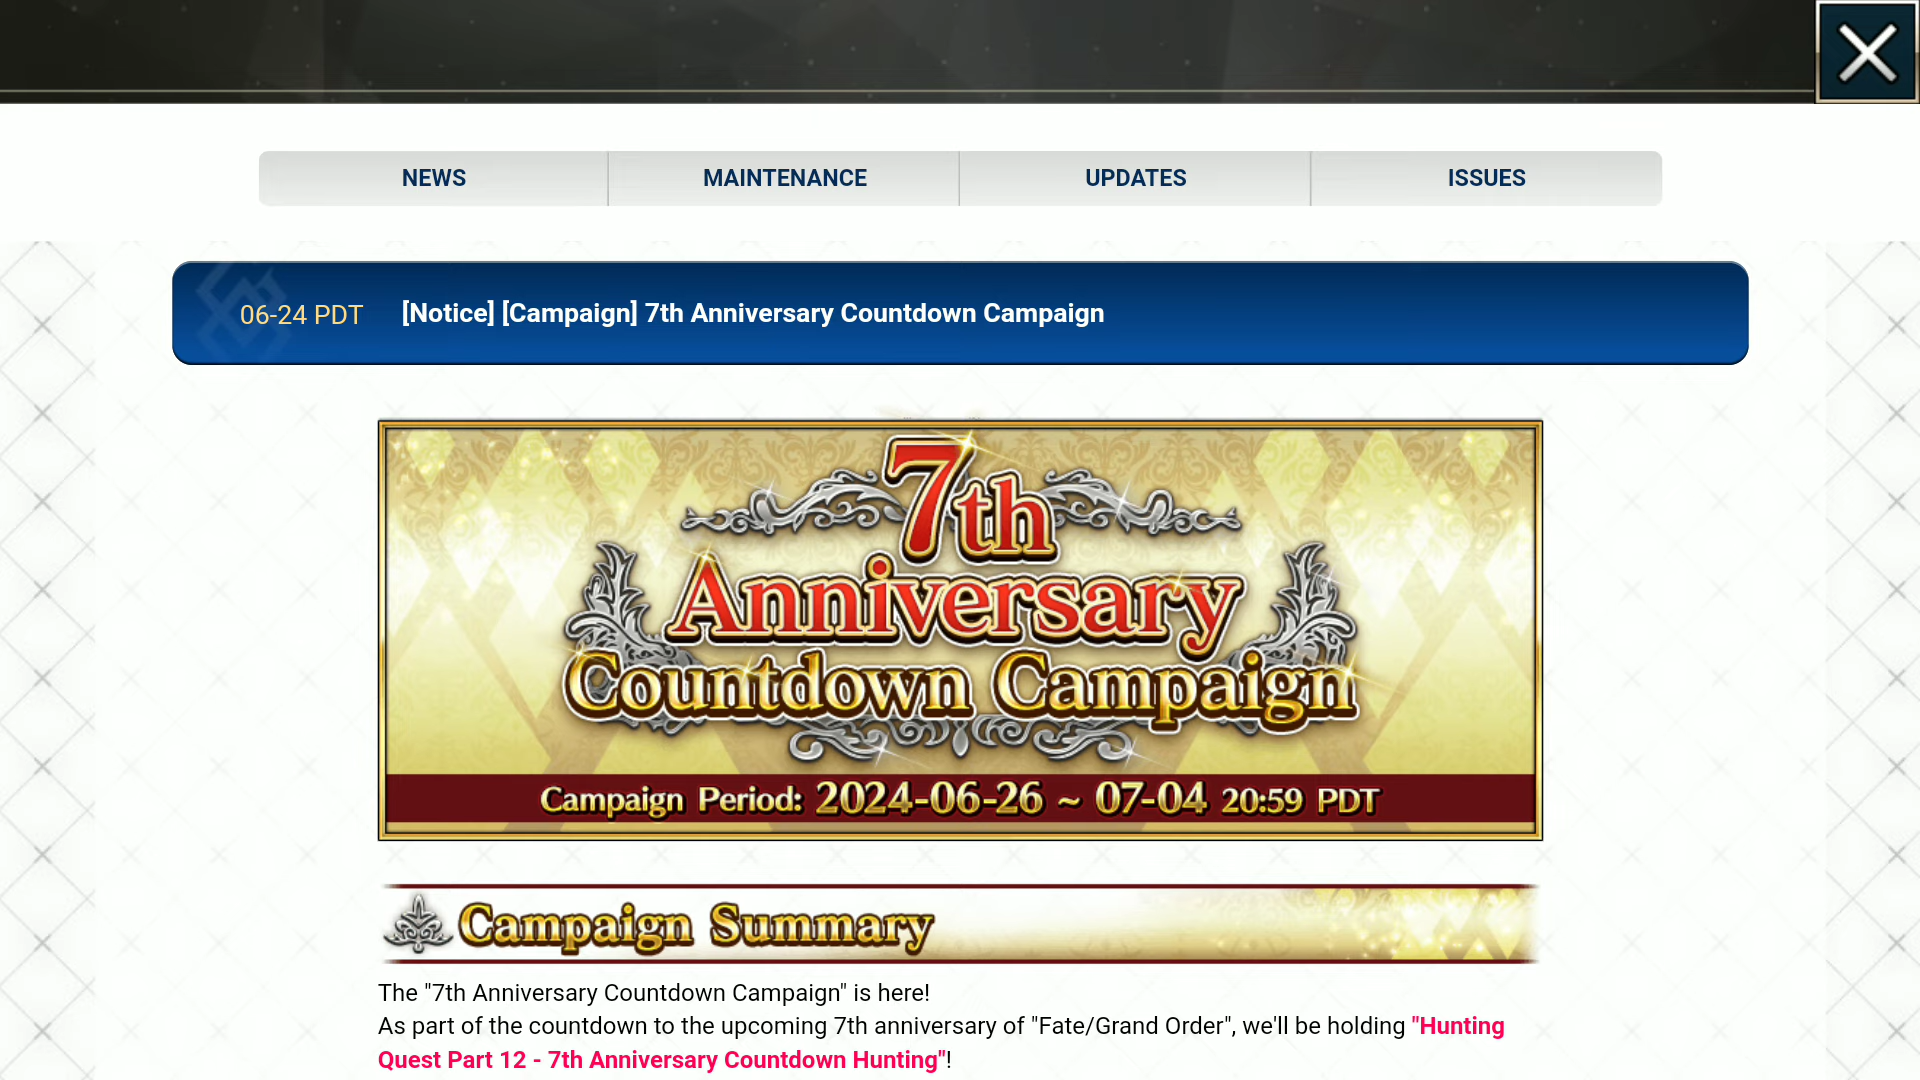 NEWS
MAINTENANCE
UPDATES
ISSUES
06-24 PDT
[Notice] [Campaign] 7th Anniversary Countdown Campaign
7th
Anniversary
Countdown Campaign
Campaign Period: 2024-06-26 ~ 07-04 20:59 PDT
Campaign Summary
The "7th Anniversary Countdown Campaign" is here!
As part of the countdown to the upcoming 7th anniversary of "Fate/Grand Order", we'll be holding "Hunting
Quest Part 12 - 7th Anniversary Countdown Hunting"!